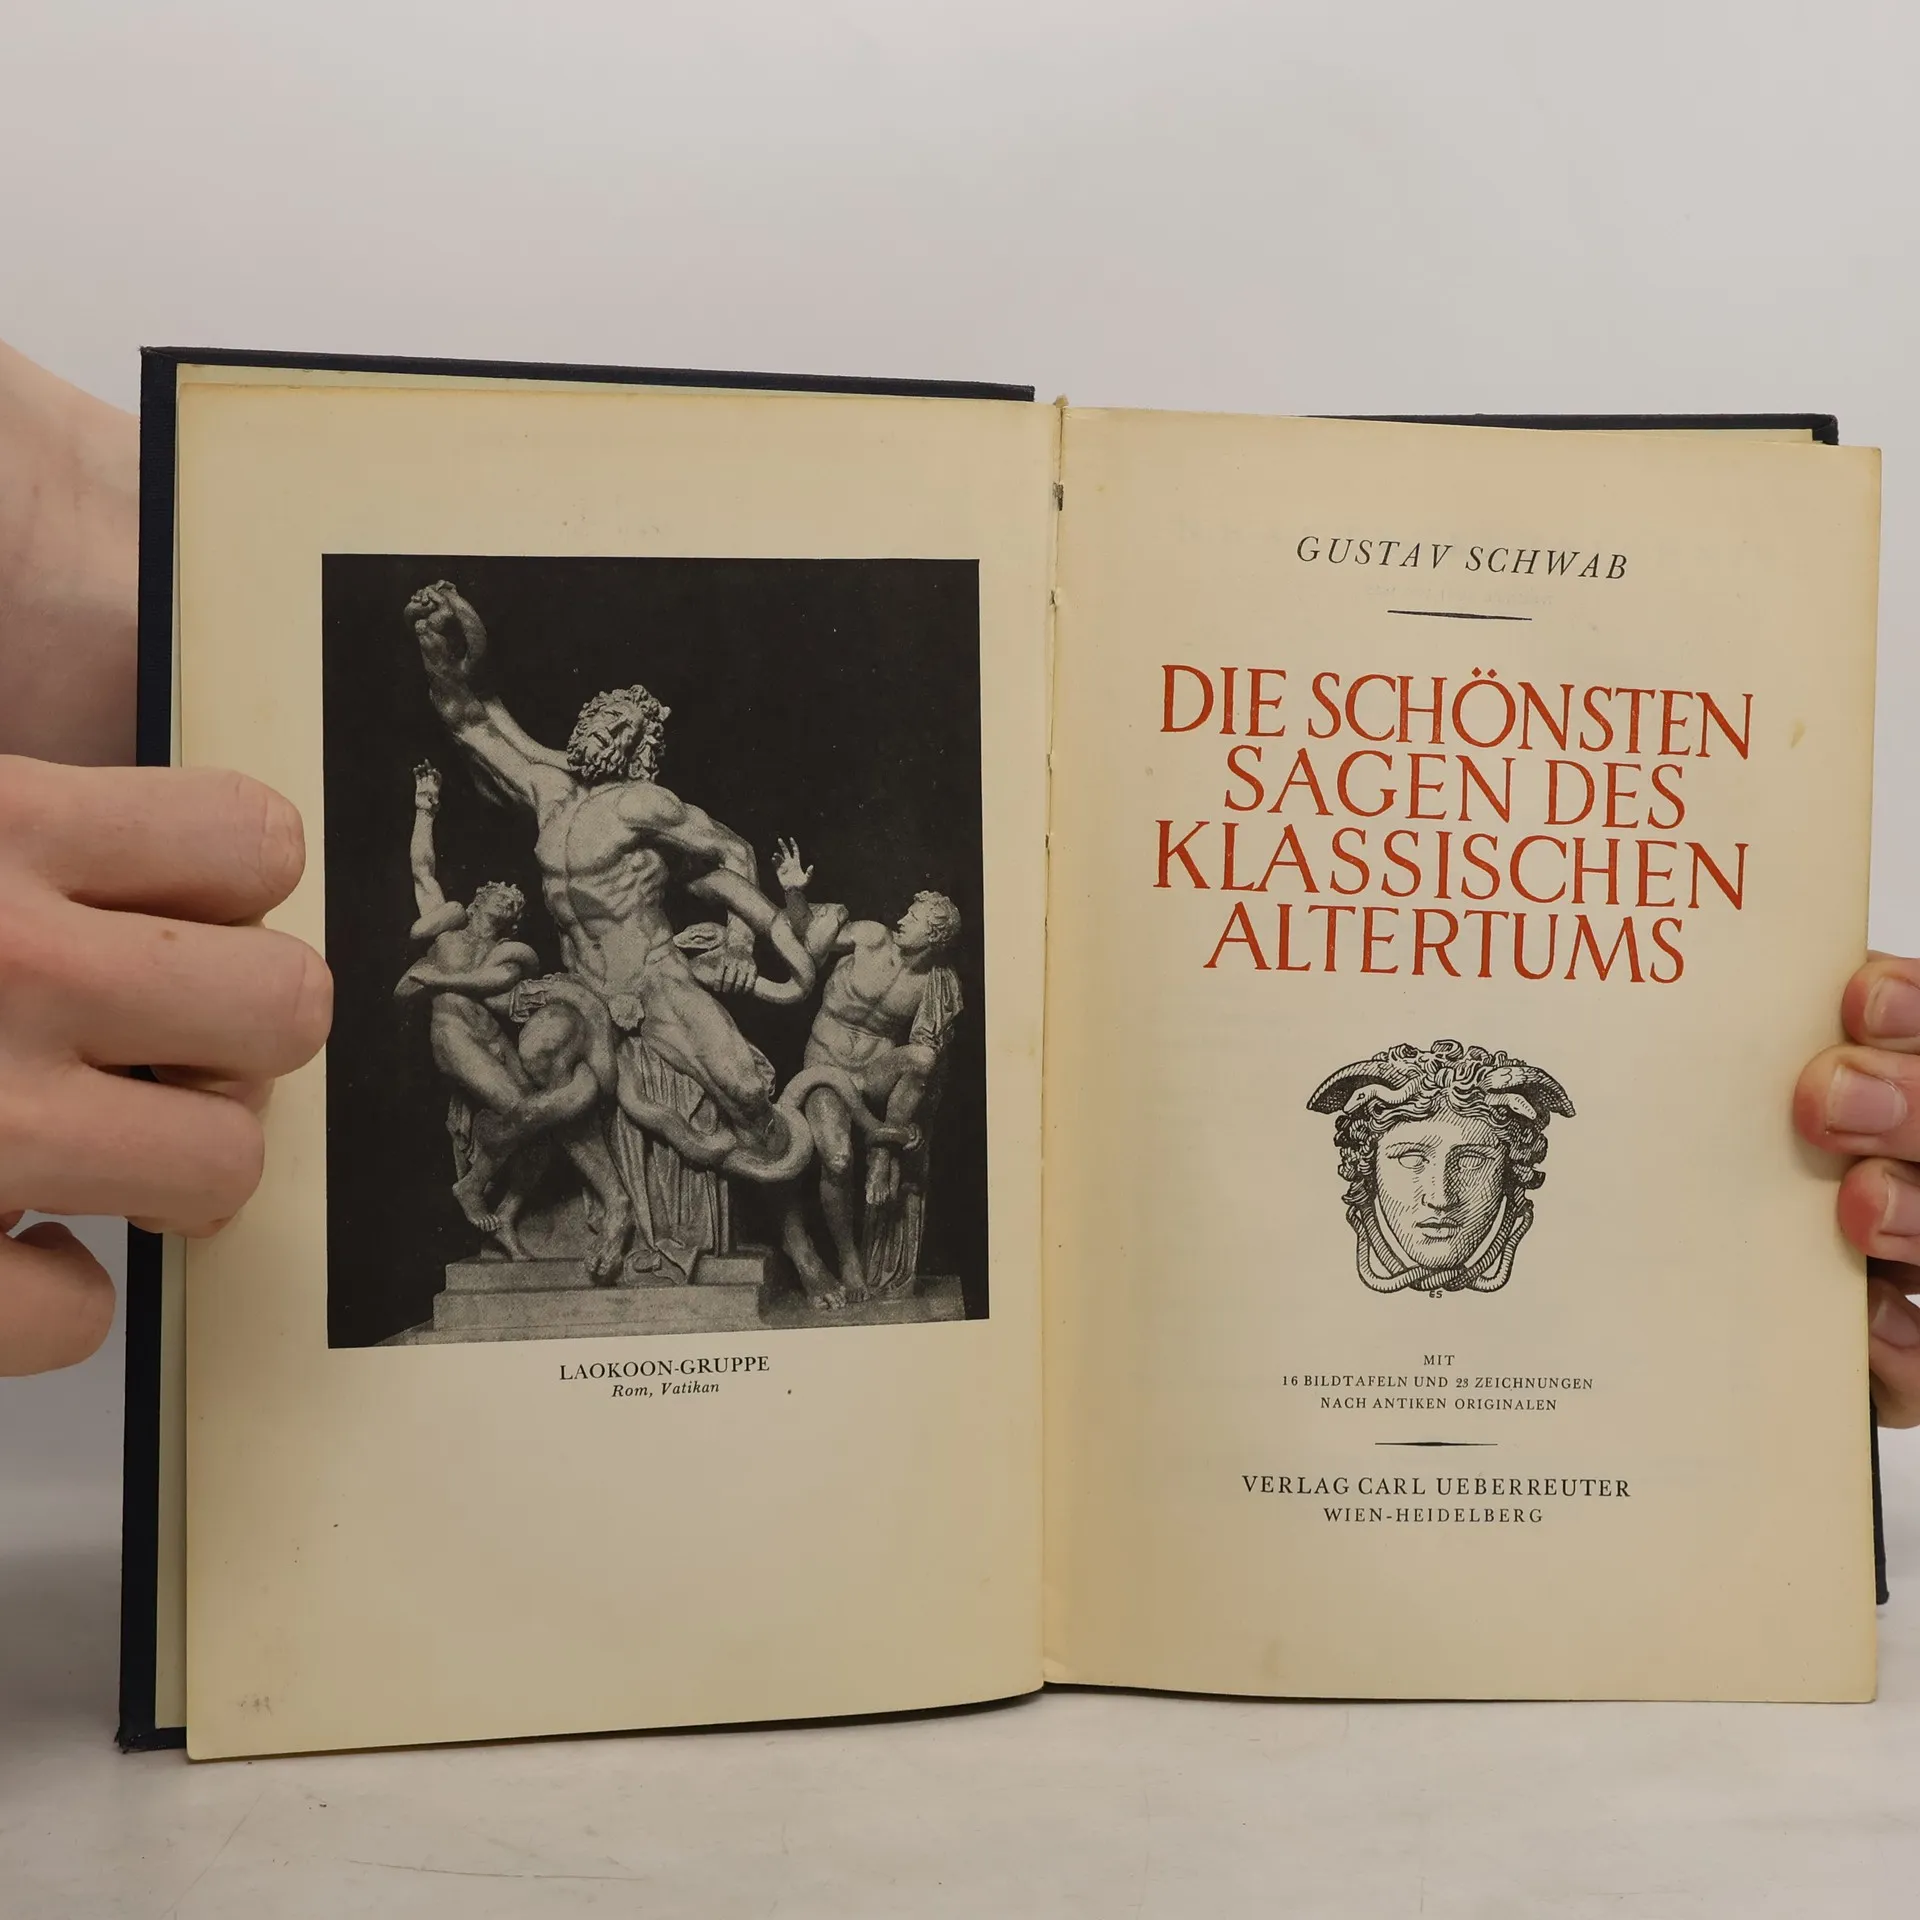 LAOKOON-GRUPPE
Rom, Vatikan
GUSTAV SCHWAB
DIE SCHÖNSTEN
SAGEN DES
KLASSISCHEN
ALTERTUMS
ES
MIT
16 BILDTAFELN UND 23 ZEICHNUNGEN
NACH ANTIKEN ORIGINALEN
VERLAG CARL UEBERREUTER
WIEN-HEIDELBERG